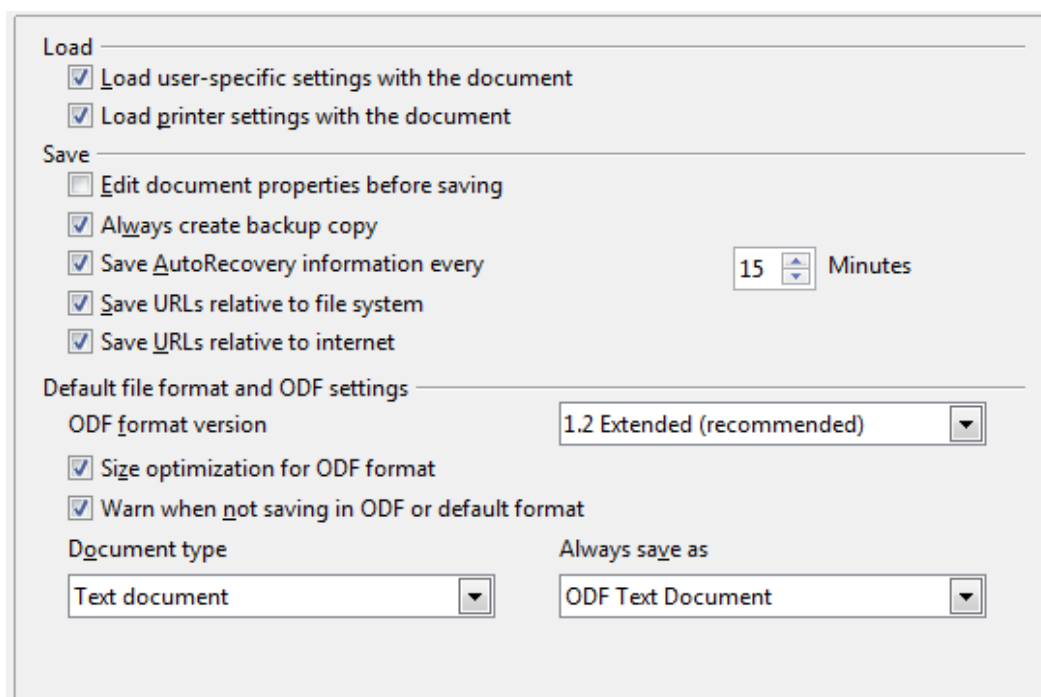 Load
Load user-specific settings with the document
Load printer settings with the document
Save
Edit document properties before saving
Always create backup copy
Save AutoRecovery information every 15 Minutes
Save URLs relative to file system
Save URLs relative to internet
Default file format and ODF settings
ODF format version 1.2 Extended (recommended)
Size optimization for ODF format
Warn when not saving in ODF or default format
Document type Always save as
Text document ODF Text Document